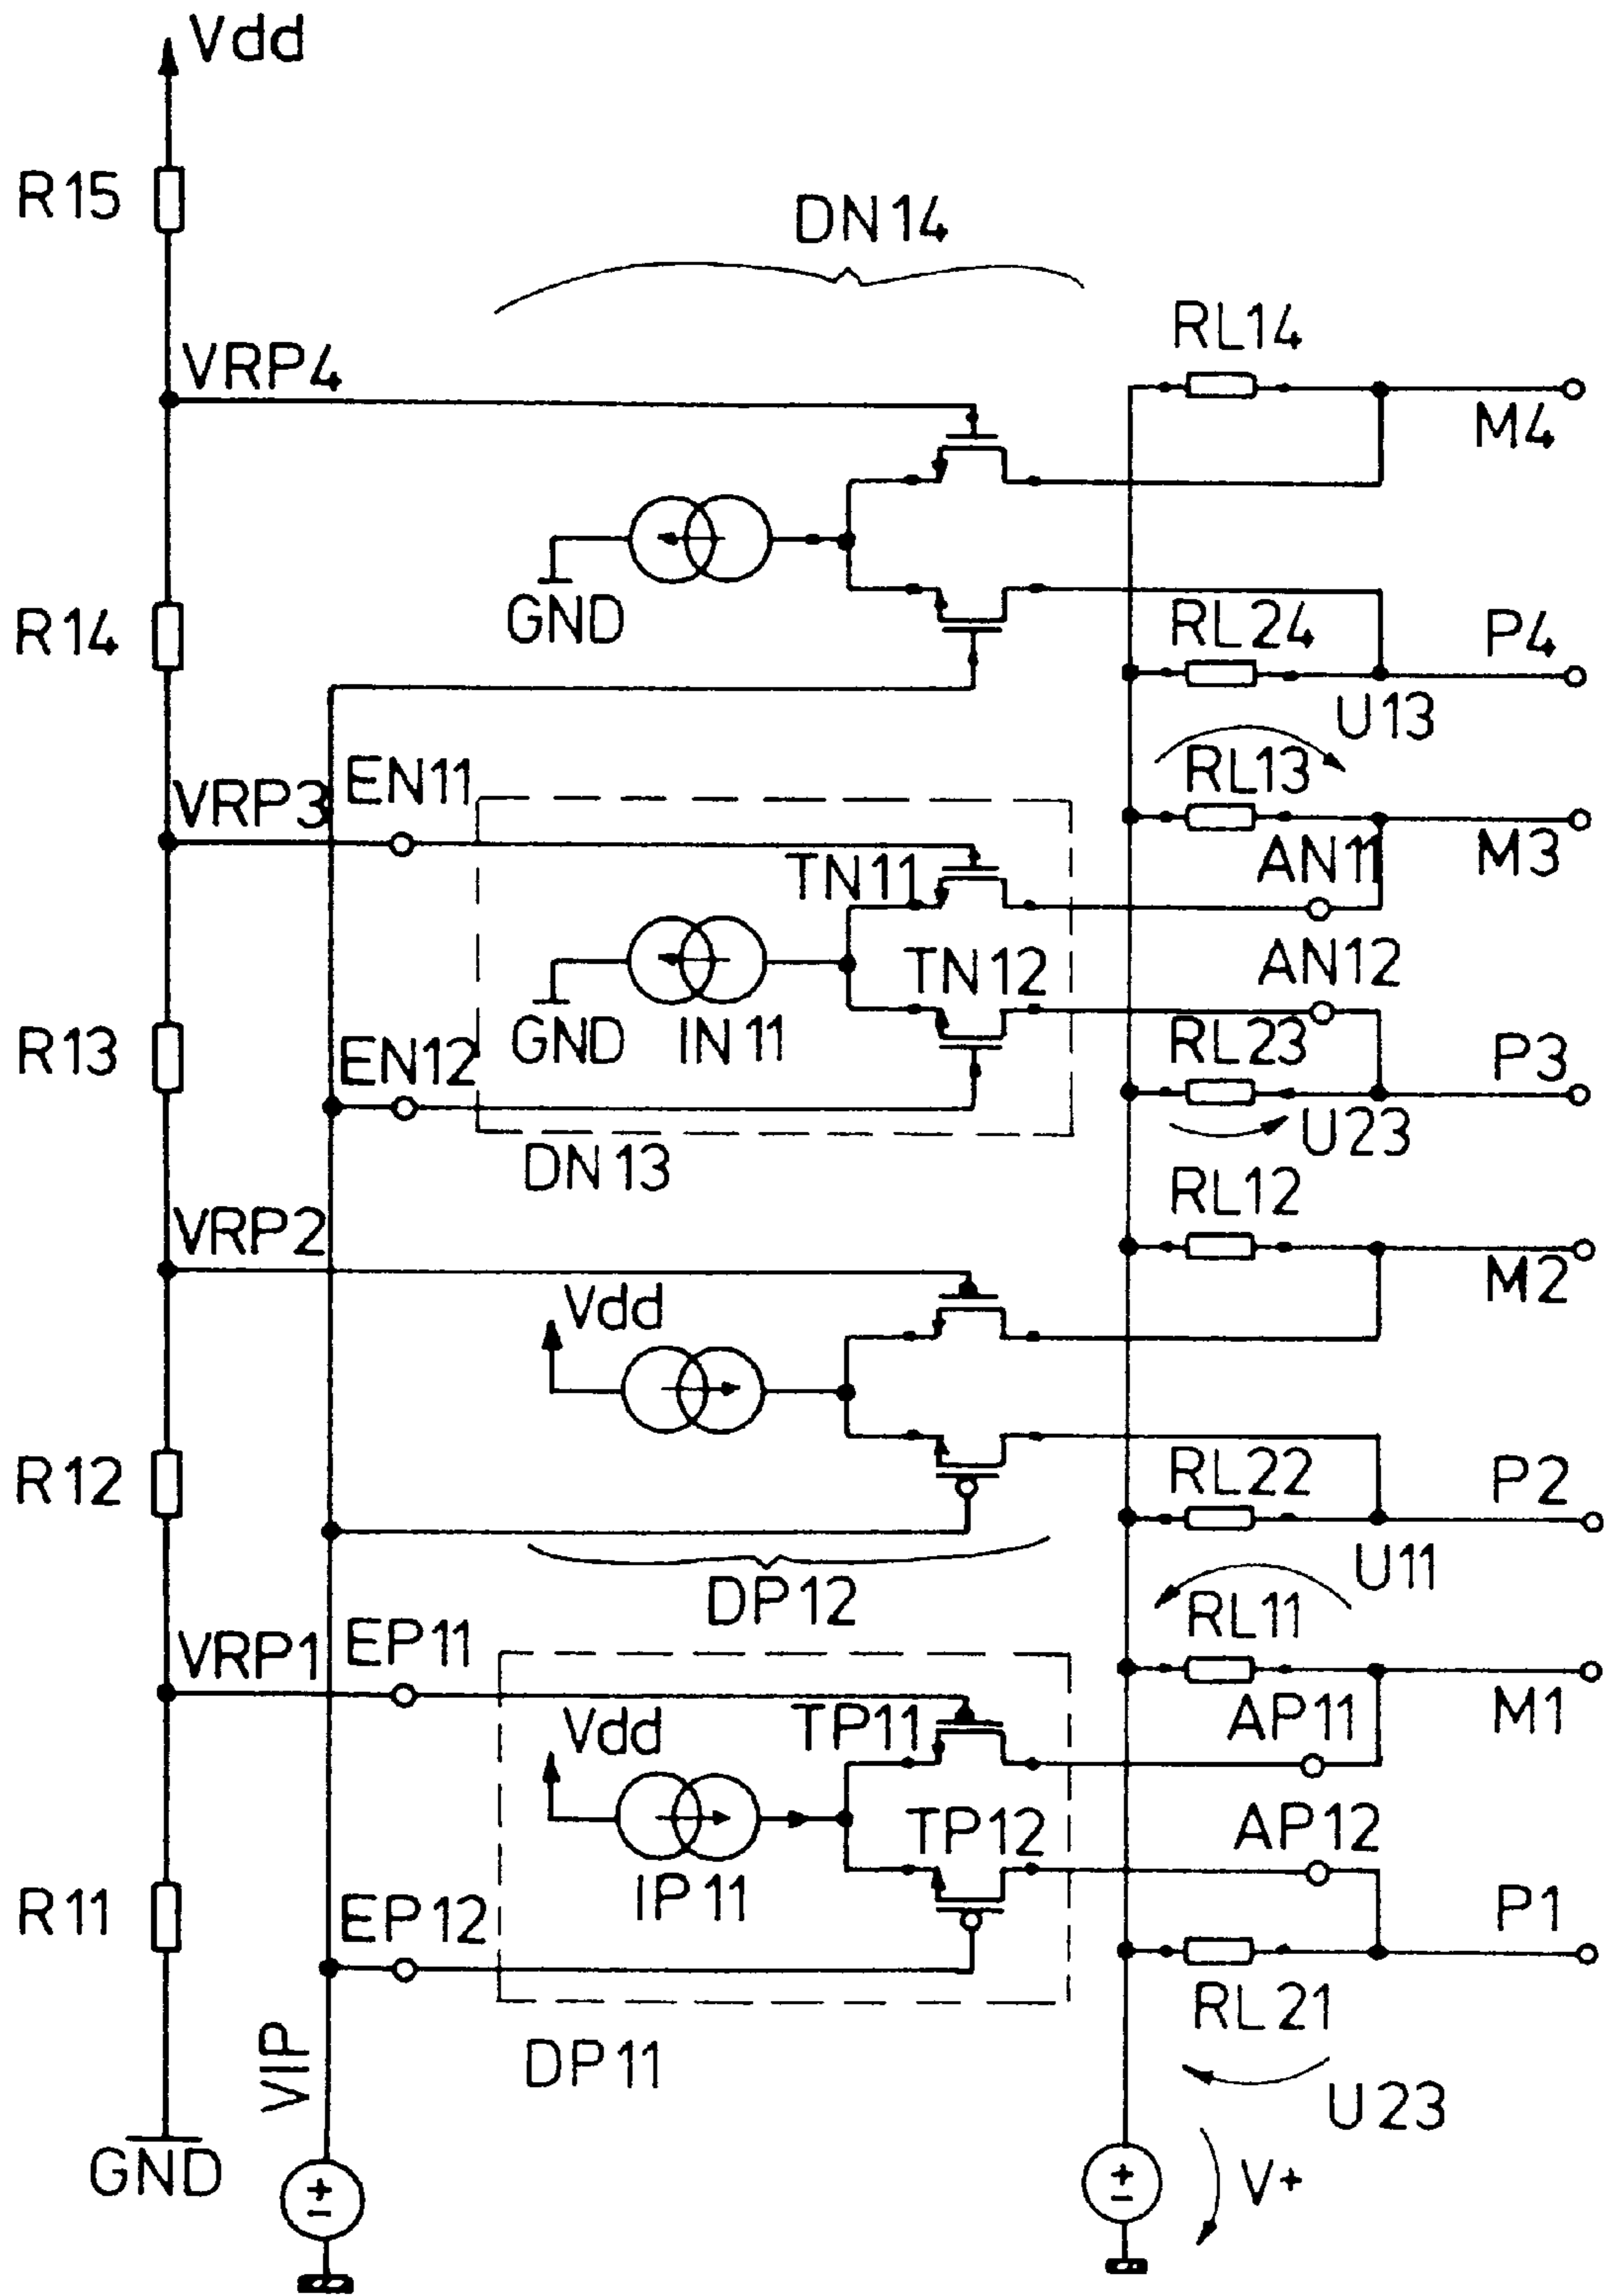 Vdd
R15
DN14
RL14
VRP4
M4
GND
R14
RL24
P4
U13
EN11
VRP3
RL13
TN11
AN11
M3
TN12
AN12
GND
IN11
R13
EN12
RL23
P3
U23
DN13
RL12
VRP2
Vdd
M2
R12
RL22
P2
U11
DP12
RL11
VRP1
EP11
Vdd
TP11
AP11
M1
TP12
AP12
IP11
R11
EP12
P1
RL21
DP11
VIP
U23
GND
+
-
+
-
V+